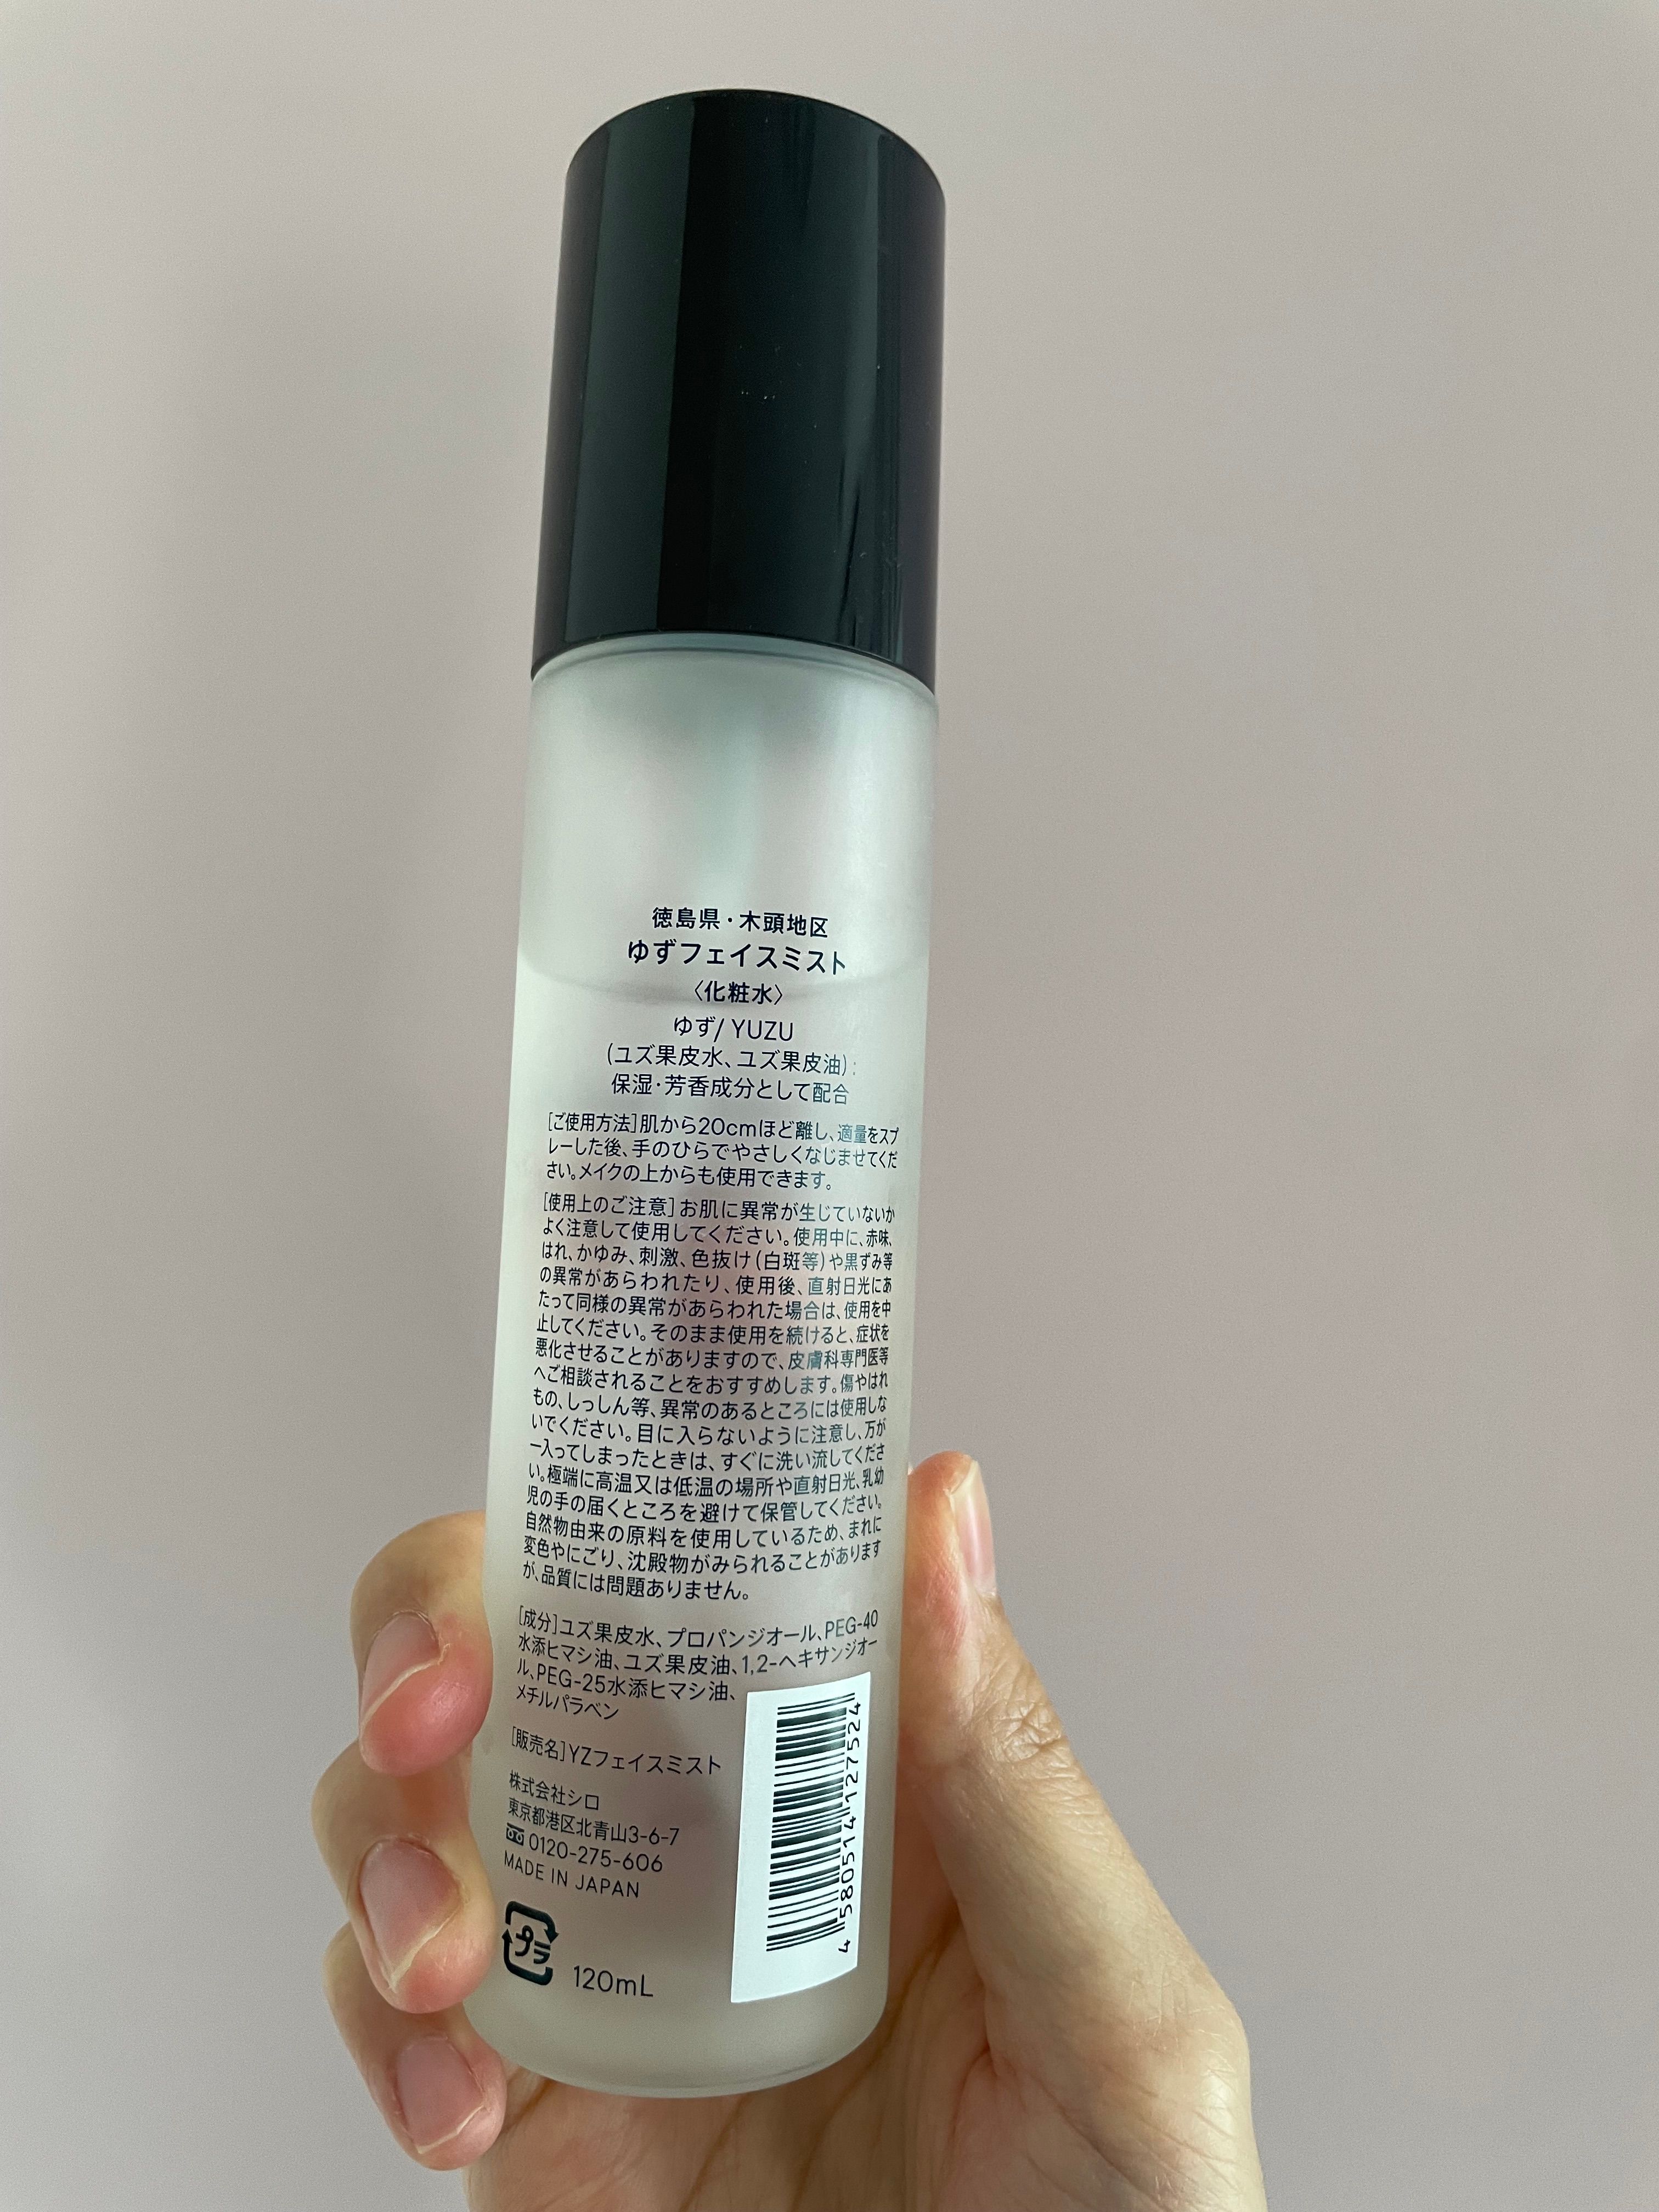 徳島県・木頭地区
ゆずフェイスミスト
〈化粧水〉
ゆず/ YUZU
(ユズ果皮水、ユズ果皮油):
保湿・芳香成分として配合
[ご使用方法]肌から20cmほど離し、適量をスプ
レーした後、手のひらでやさしくなじませてくだ
さい。メイクの上からも使用できます。
[使用上のご注意]お肌に異常が生じていないか
よく注意して使用してください。使用中に、赤味、
はれ、かゆみ、刺激、色抜け(白斑等)や黒ずみ等
の異常があらわれたり、使用後、直射日光にあ
たって同様の異常があらわれた場合は、使用を中
止してください。そのまま使用を続けると、症状を
悪化させることがありますので、皮膚科専門医等
へご相談されることをおすすめします。傷やはれ
もの、しっしん等、異常のあるところには使用しな
いでください。目に入らないように注意し、万が
一入ってしまったときは、すぐに洗い流してくださ
い。極端に高温又は低温の場所や直射日光、乳幼
児の手の届くところを避けて保管してください。
自然物由来の原料を使用しているため、まれに
変色やにごり、沈殿物がみられることがあります
が、品質には問題ありません。
[成分]ユズ果皮水、プロパンジオール、PEG-40
水添ヒマシ油、ユズ果皮油、1,2-ヘキサンジオー
ル、PEG-25水添ヒマシ油、
メチルパラベン
[販売名]YZフェイスミスト
株式会社シロ
東京都港区北青山3-6-7
0120-275-606
MADE IN JAPAN
プラ
120mL
4 580514 127524